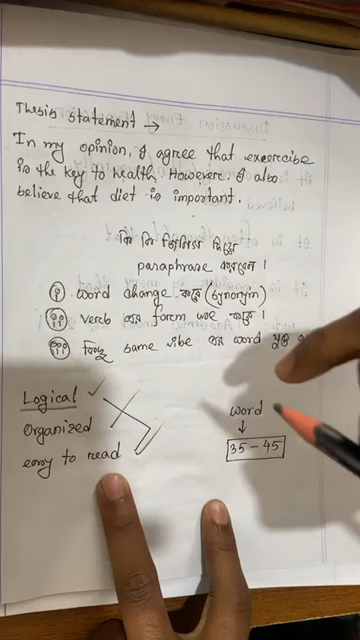 Thesis statement →
In my opinion, I agree that exercise
is the key to health. However, I also
believe that diet is important.
কি কি জিনিস দিয়ে
paraphrase করবেন।
(i) word change করে (synonym)
(ii) verb এর form change করে।
(iii) কিছু same vibe এর word
Logical ✓
Organized
easy to read
word
↓
35 - 45